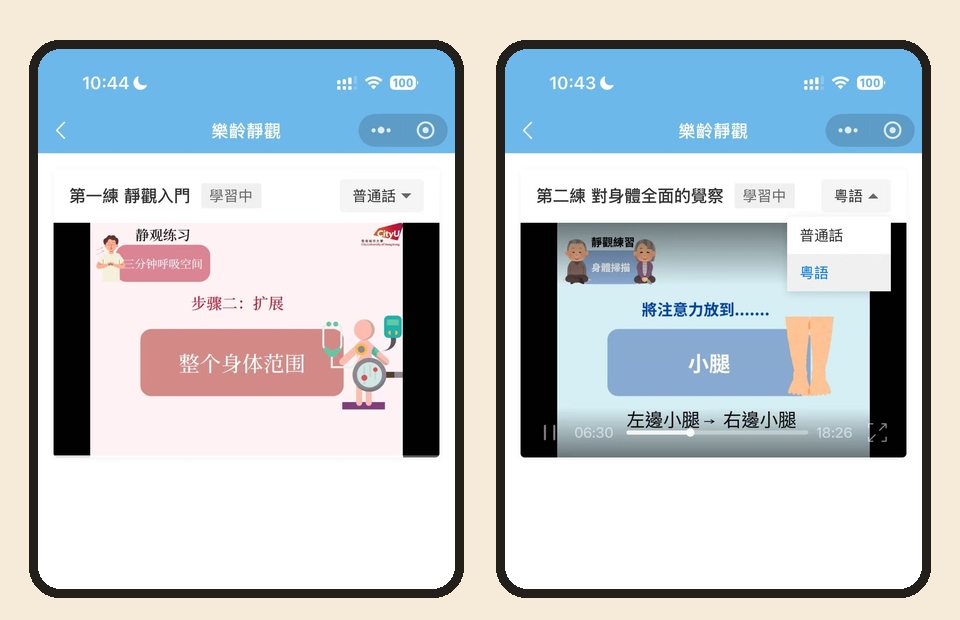 10:44
100
樂齡靜觀
第一練 靜觀入門
學習中
普通話
静观练习
CityU
三分钟呼吸空间
步骤二：扩展
整个身体范围
10:43
100
樂齡靜觀
第二練 對身體全面的覺察
學習中
粵語
普通話
粵語
靜觀練習
身體掃描
將注意力放到.......
小腿
左邊小腿→ 右邊小腿
06:30
18:26